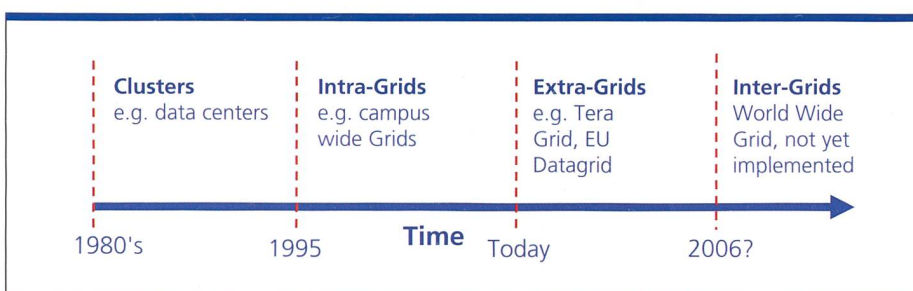 Clusters
e.g. data centers
Intra-Grids
e.g. campus
wide Grids
Extra-Grids
e.g. Tera
Grid, EU
Datagrid
Inter-Grids
World Wide
Grid, not yet
implemented
1980's
1995
Time
Today
2006?